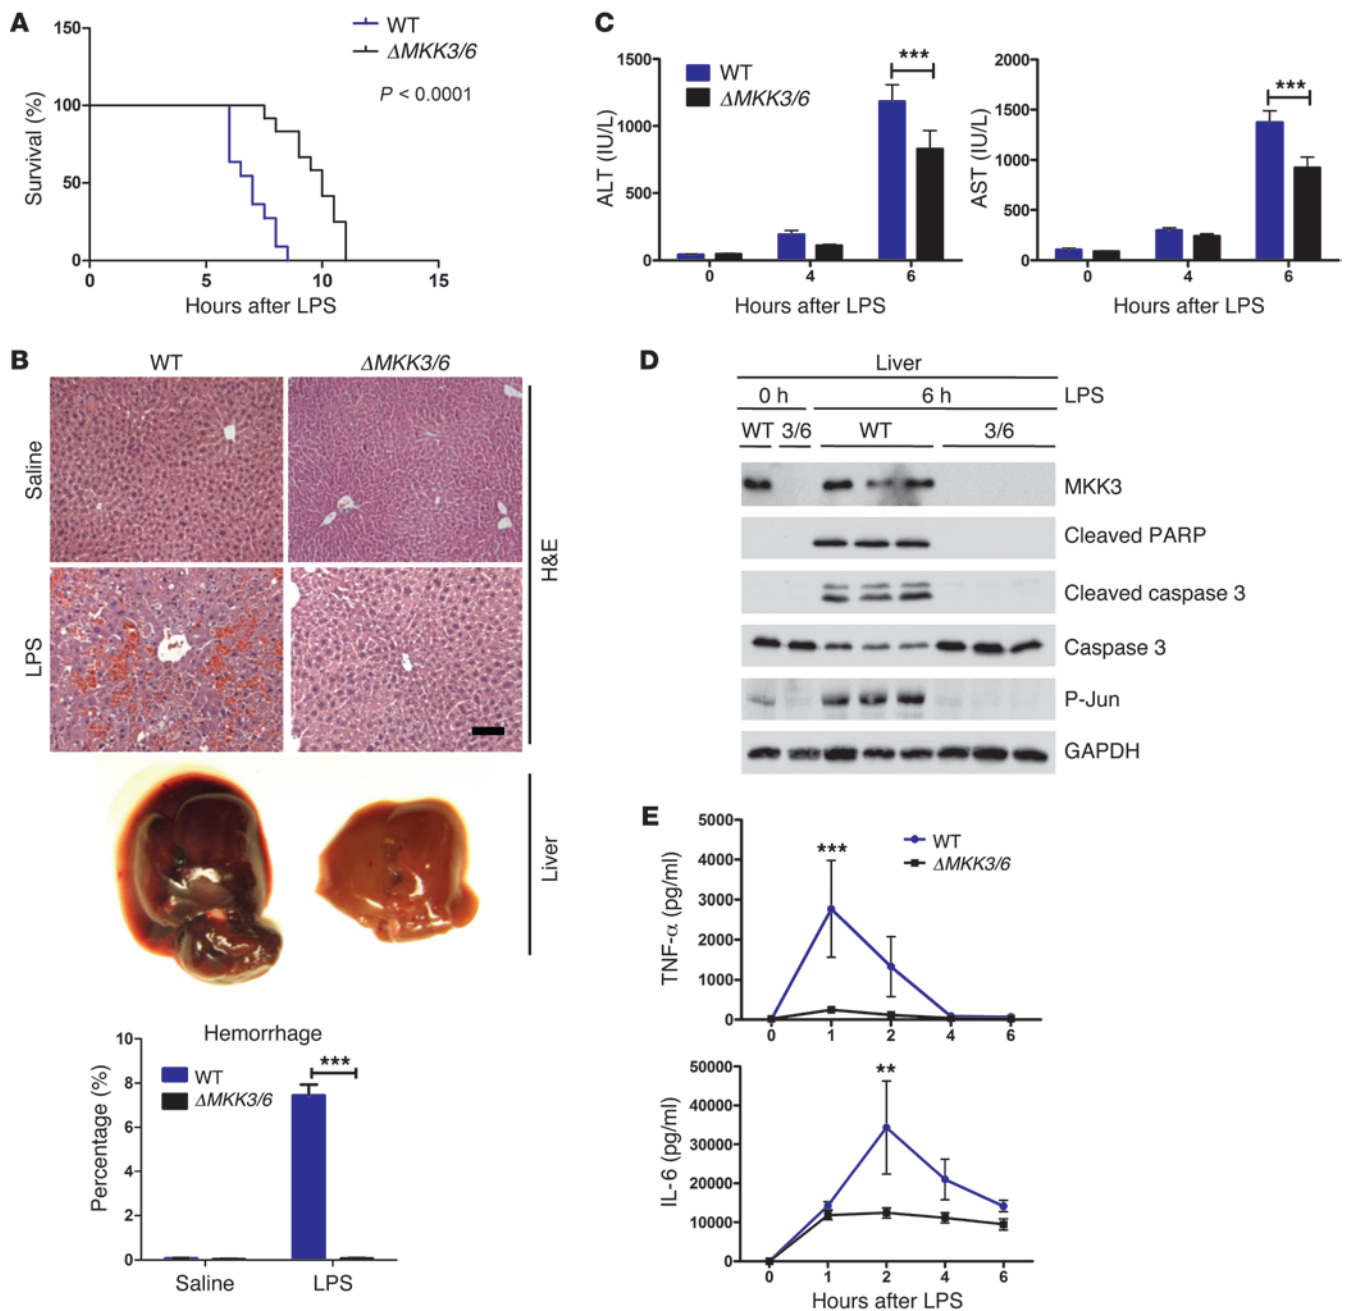 A
150
100
50
0
Survival (%)
WT
ΔMKK3/6
P < 0.0001
0 5 10 15
Hours after LPS
B
WT ΔMKK3/6
Saline
LPS
H&E
Liver
Hemorrhage
10
8
6
4
2
0
Percentage (%)
WT
ΔMKK3/6
***
Saline LPS
C
1500
1000
500
0
ALT (IU/L)
WT
ΔMKK3/6
***
0 4 6
Hours after LPS
2000
1500
1000
500
0
AST (IU/L)
***
0 4 6
Hours after LPS
D
Liver
0 h 6 h LPS
WT 3/6 WT 3/6
MKK3
Cleaved PARP
Cleaved caspase 3
Caspase 3
P-Jun
GAPDH
E
5000
4000
3000
2000
1000
0
TNF-α (pg/ml)
***
WT
ΔMKK3/6
0 1 2 4 6
50000
40000
30000
20000
10000
0
IL-6 (pg/ml)
**
0 1 2 4 6
Hours after LPS